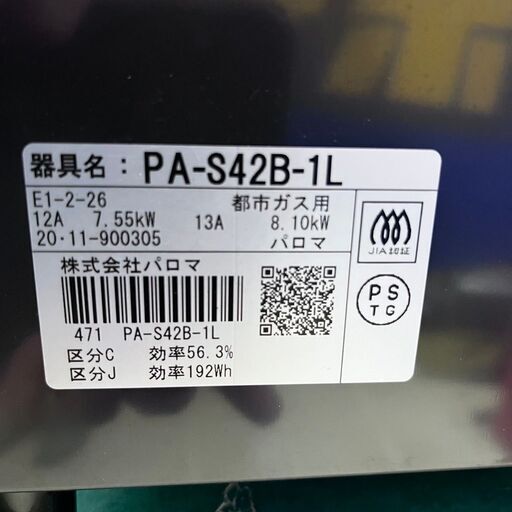 器具名：PA-S42B-1L
E1-2-26 都市ガス用
12A 7.55kW 13A 8.10kW
20・11-900305 パロマ
株式会社パロマ
471 PA-S42B-1L
区分C 効率56.3%
区分J 効率192Wh
JIA認証
PS
TG